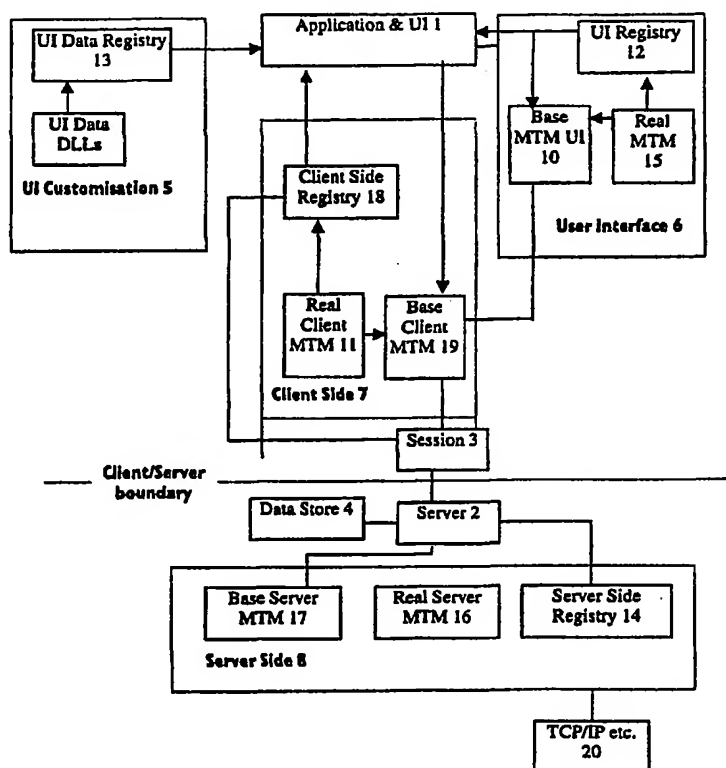 Application & UI 1
UI Data Registry
13
UI Data
DLLs
UI Customisation 5
UI Registry
12
Base
MTM UI
10
Real
MTM
15
User Interface 6
Client Side
Registry 18
Real
Client
MTM 11
Base
Client
MTM 19
Client Side 7
Session 3
Client/Server
boundary
Data Store 4
Server 2
Base Server
MTM 17
Real Server
MTM 16
Server Side
Registry 14
Server Side 8
TCP/IP etc.
20